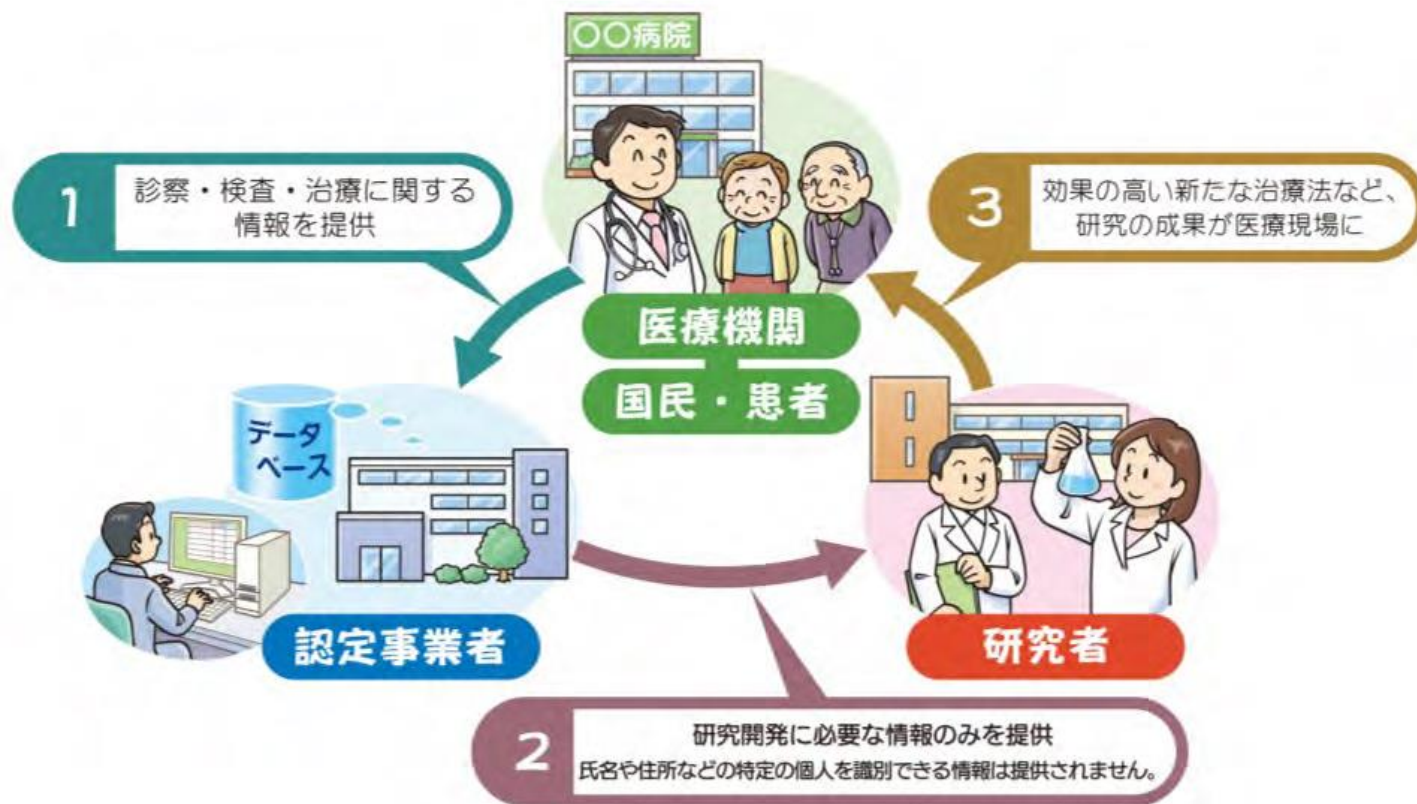 〇〇病院
1
診察・検査・治療に関する
情報を提供
3
効果の高い新たな治療法など、
研究の成果が医療現場に
医療機関
国民・患者
データ
ベース
認定事業者
研究者
2
研究開発に必要な情報のみを提供
氏名や住所などの特定の個人を識別できる情報は提供されません。